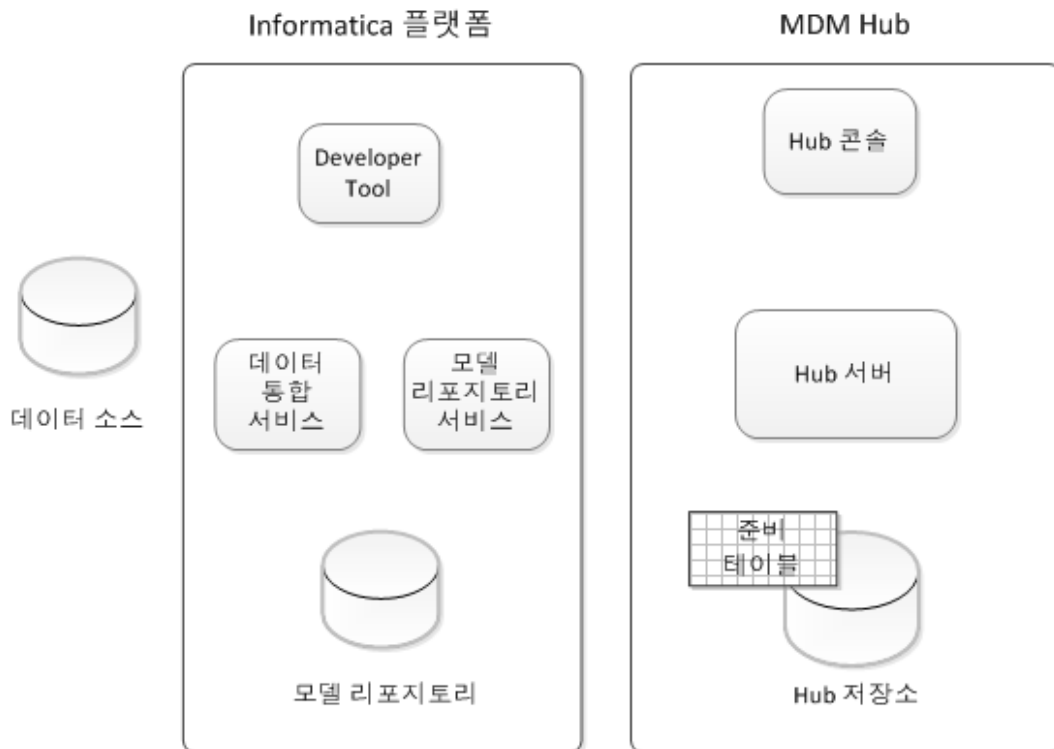 Informatica 플랫폼
MDM Hub
Developer
Tool
Hub 콘솔
데이터
통합
서비스
모델
리포지토리
서비스
Hub 서버
데이터 소스
준비
테이블
모델 리포지토리
Hub 저장소